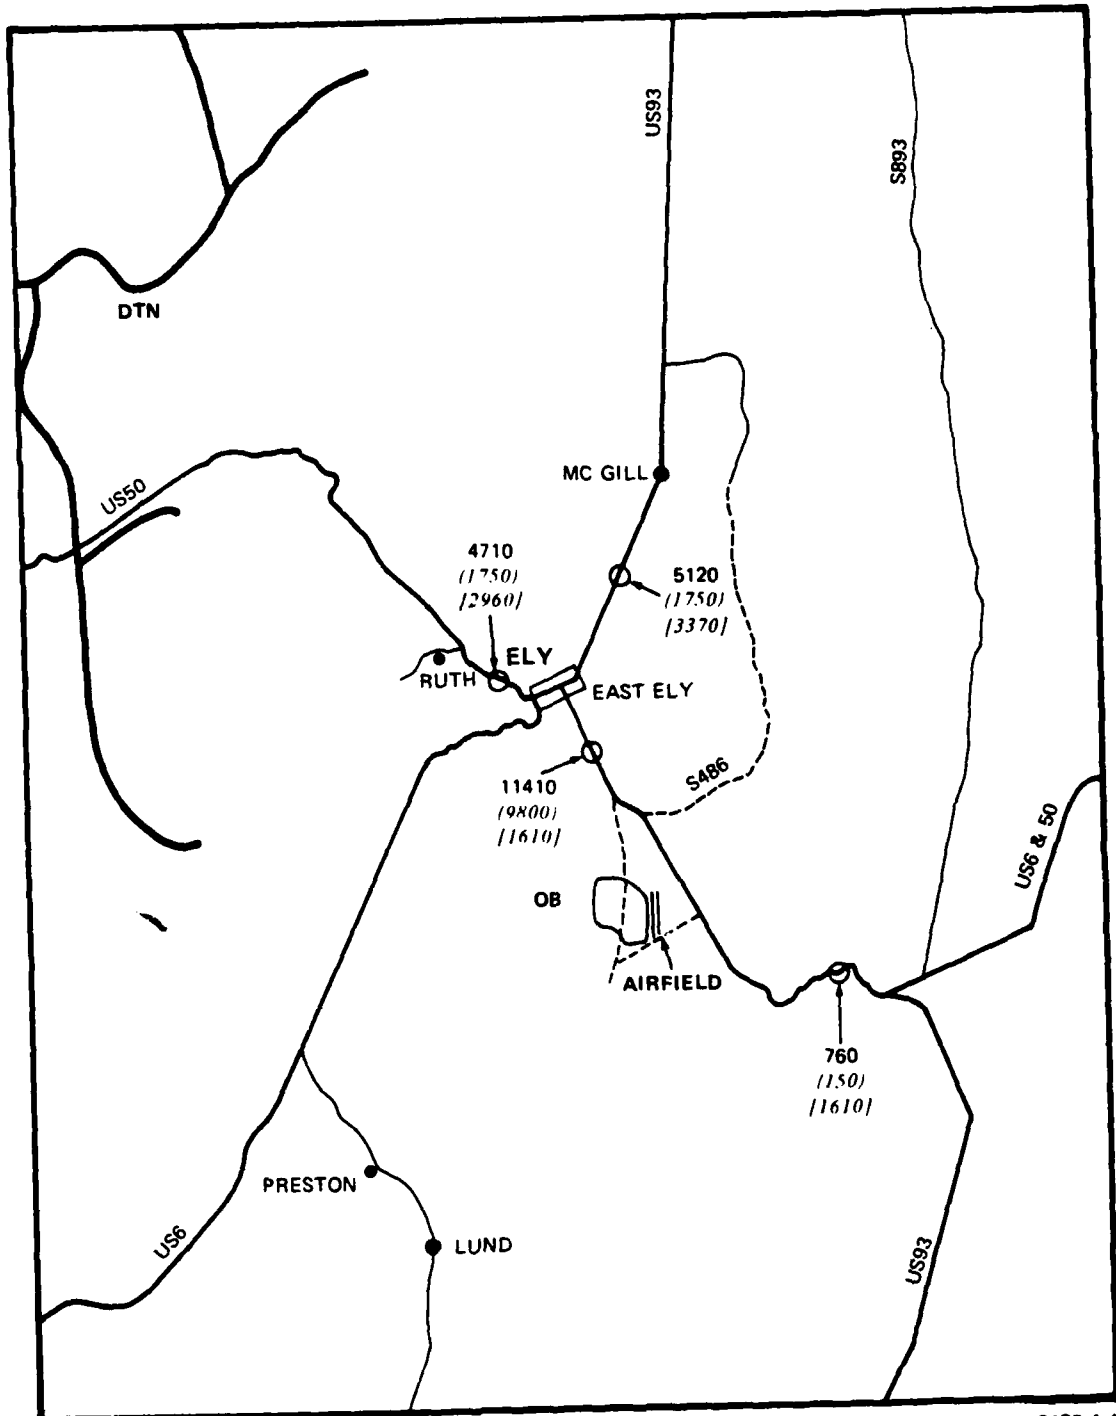 US93
S893
DTN
US50
MC GILL
4710
(1750)
[2960]
5120
(1750)
[3370]
ELY
RUTH
EAST ELY
11410
(9800)
[1610]
S486
US6 & 50
OB
AIRFIELD
760
(150)
[1610]
PRESTON
US6
LUND
US93